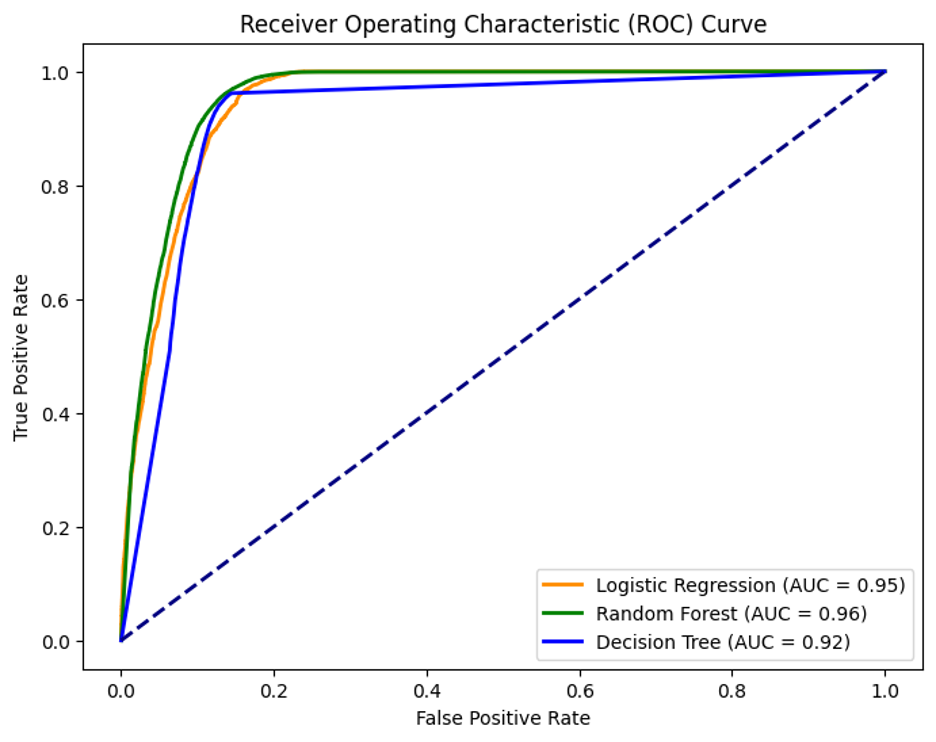 Receiver Operating Characteristic (ROC) Curve
1.0
0.8
0.6
0.4
0.2
0.0
True Positive Rate
Logistic Regression (AUC = 0.95)
Random Forest (AUC = 0.96)
Decision Tree (AUC = 0.92)
0.0 0.2 0.4 0.6 0.8 1.0
False Positive Rate